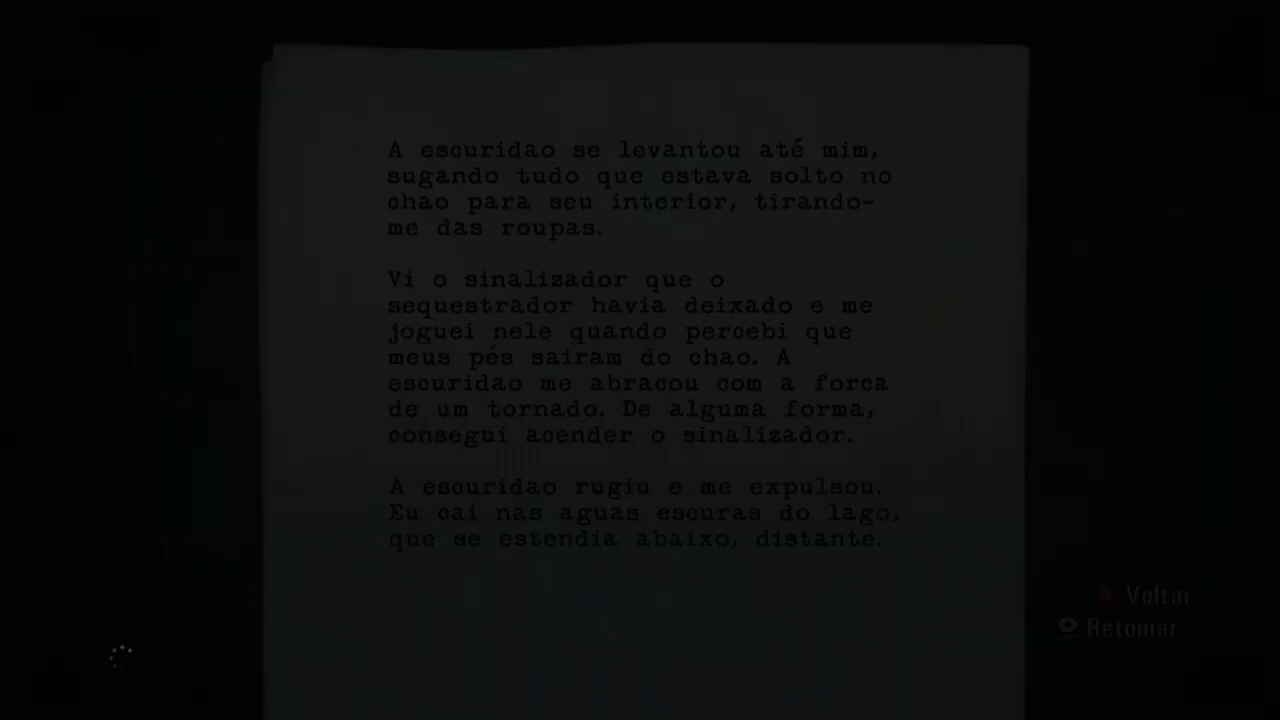 A escuridao se levantou até mim,
sugando tudo que estava solto no
chao para seu interior, tirando-
me das roupas.
Vi o sinalizador que o
sequestrador havia deixado e me
joguei nele quando percebi que
meus pés sairam do chao. A
escuridao me abracou com a forca
de um tornado. De alguma forma,
consegui acender o sinalizador.
A escuridao rugiu e me expulsou.
Eu cai nas aguas escuras do lago,
que se estendia abaixo, distante.
Voltar
Retomar